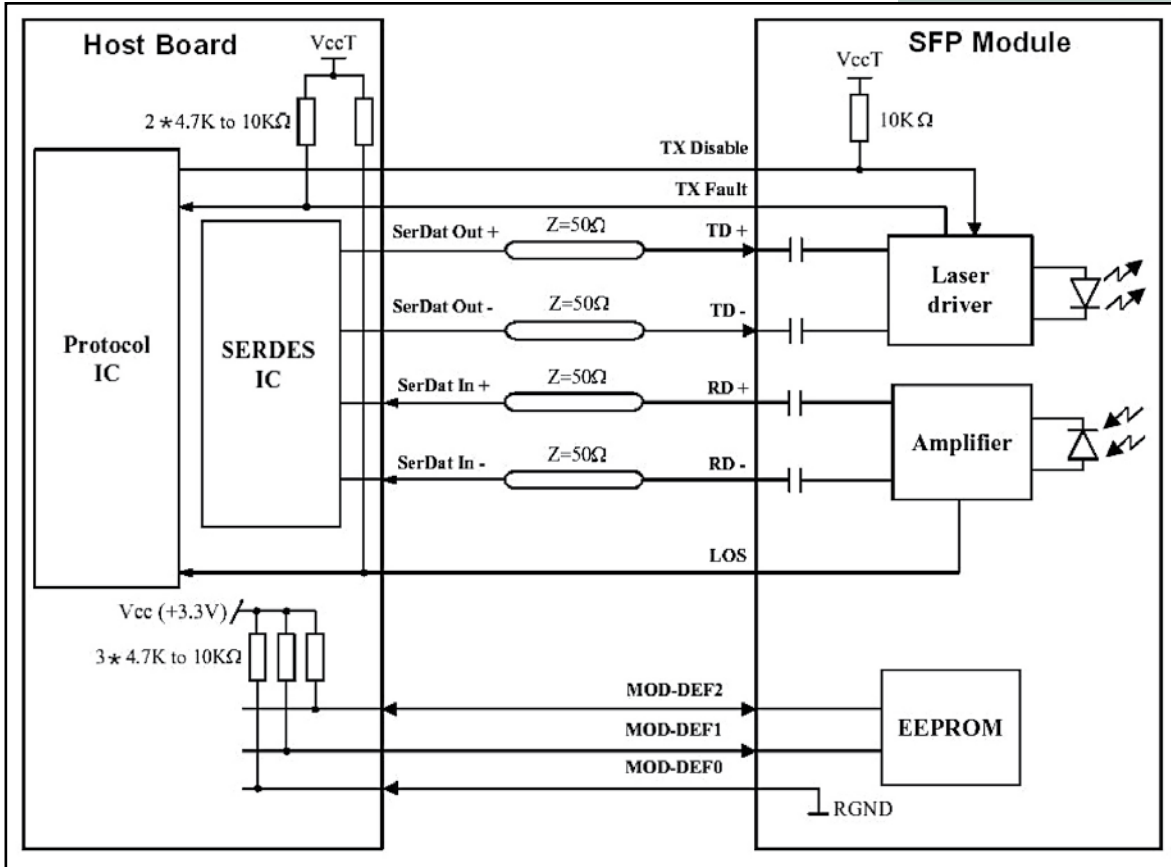 Host Board
SFP Module
VccT
VccT
2*4.7K to 10KΩ
10KΩ
TX Disable
TX Fault
SerDat Out +
Z=50Ω
TD +
SerDat Out -
Z=50Ω
TD -
Laser
driver
Protocol
IC
SERDES
IC
SerDat In +
Z=50Ω
RD +
SerDat In -
Z=50Ω
RD -
Amplifier
LOS
Vcc (+3.3V)
3*4.7K to 10KΩ
MOD-DEF2
MOD-DEF1
MOD-DEF0
EEPROM
RGND